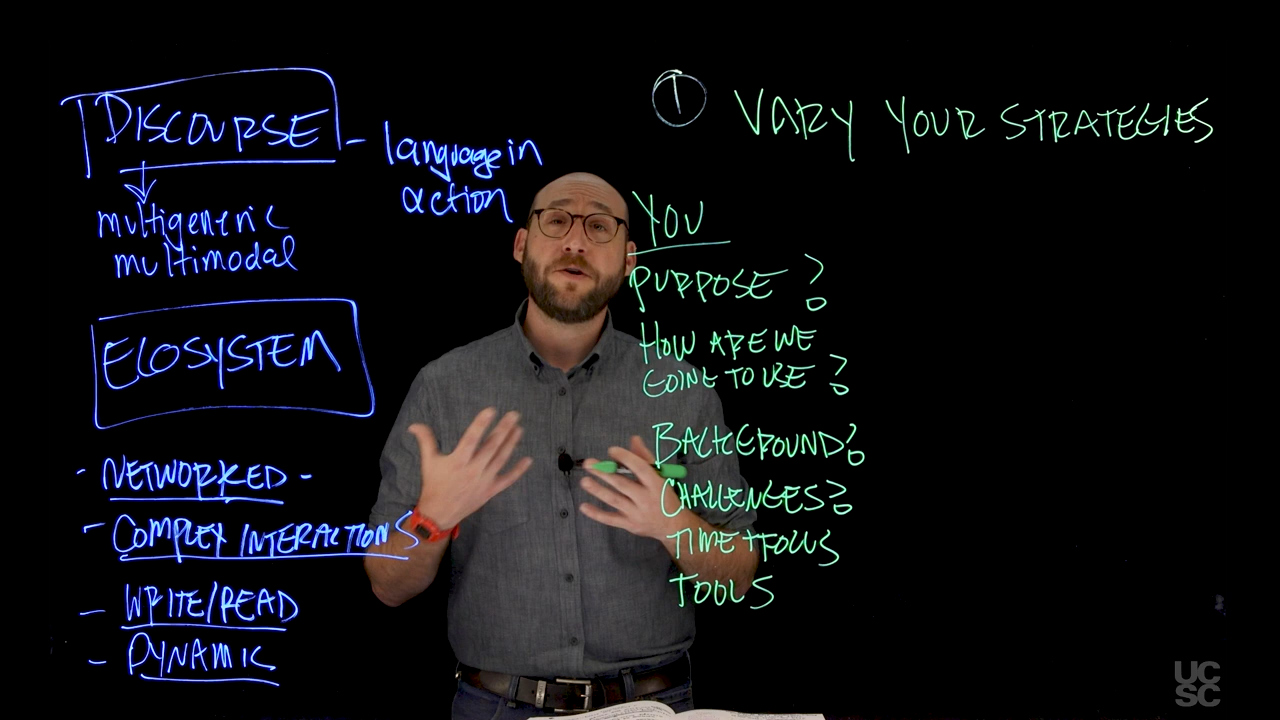 DISCOURSE
- language in
action
multigeneric
multimodal
ECOSYSTEM
- NETWORKED -
- COMPLEX INTERACTIONS
- WRITE/READ
- DYNAMIC
1 VARY YOUR STRATEGIES
YOU
PURPOSE?
HOW ARE WE
GOING TO USE?
BACKGROUND?
CHALLENGES?
TIME + FOCUS
TOOLS
UC
SC